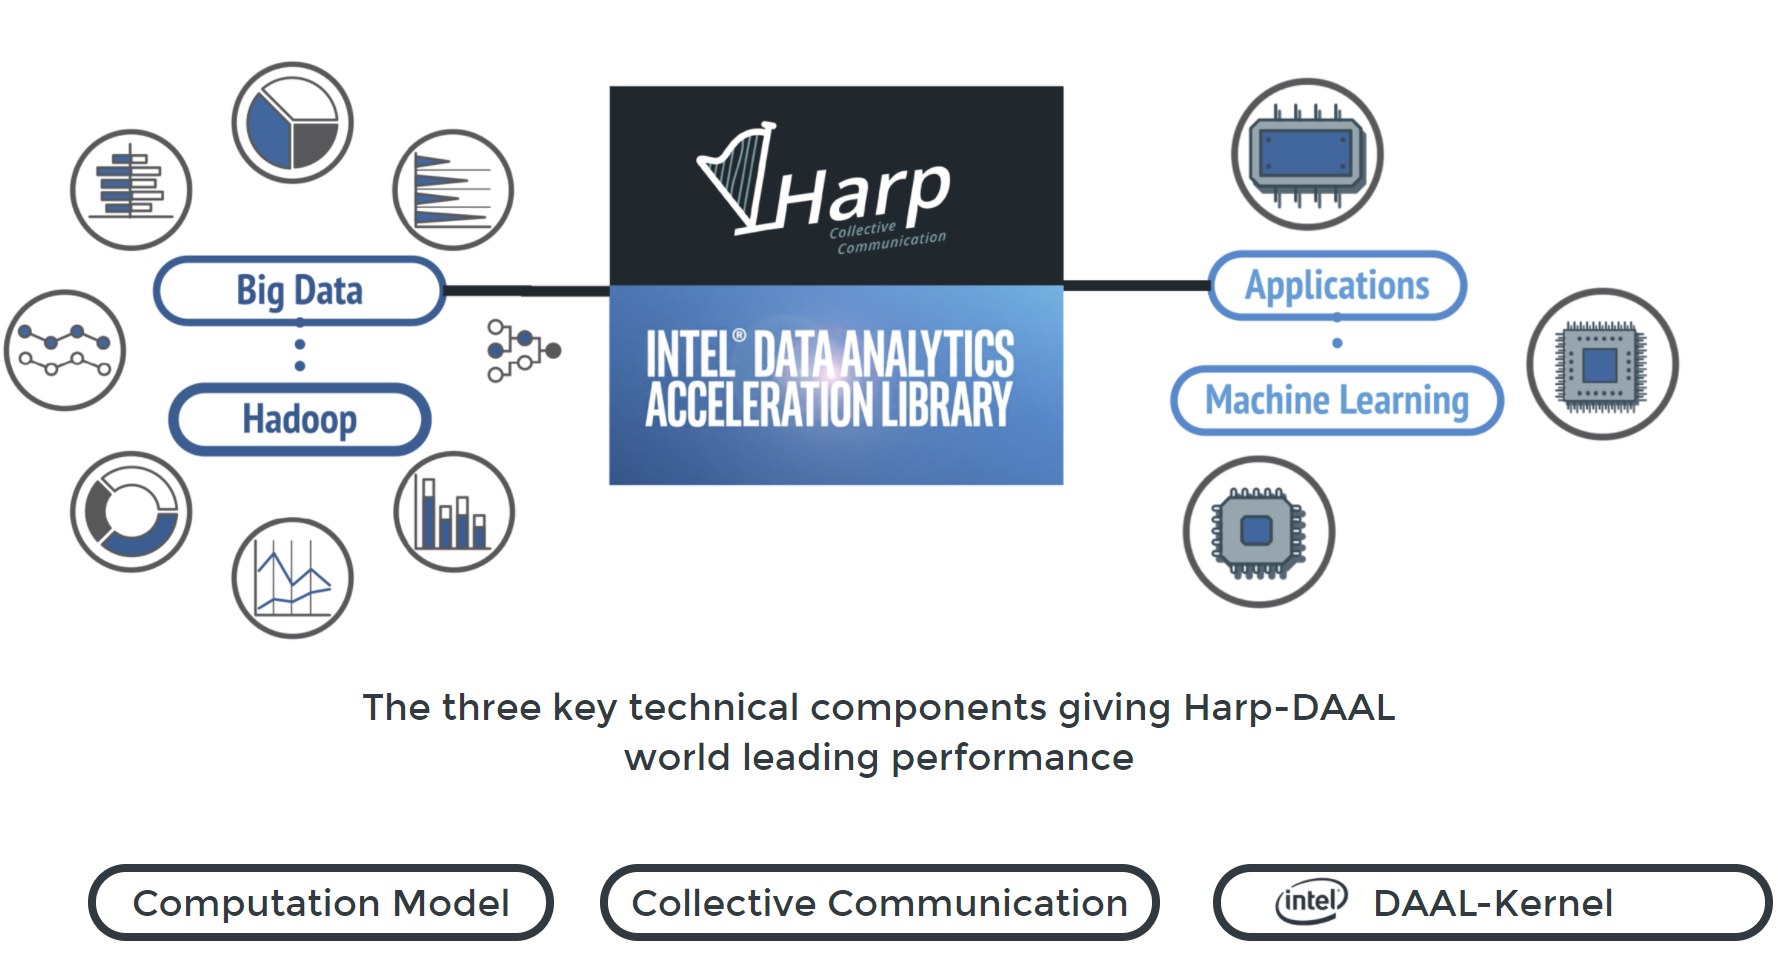 Harp
Collective
Communication
Big Data
Applications
INTEL® DATA ANALYTICS
ACCELERATION LIBRARY
Hadoop
Machine Learning
The three key technical components giving Harp-DAAL
world leading performance
Computation Model
Collective Communication
intel DAAL-Kernel